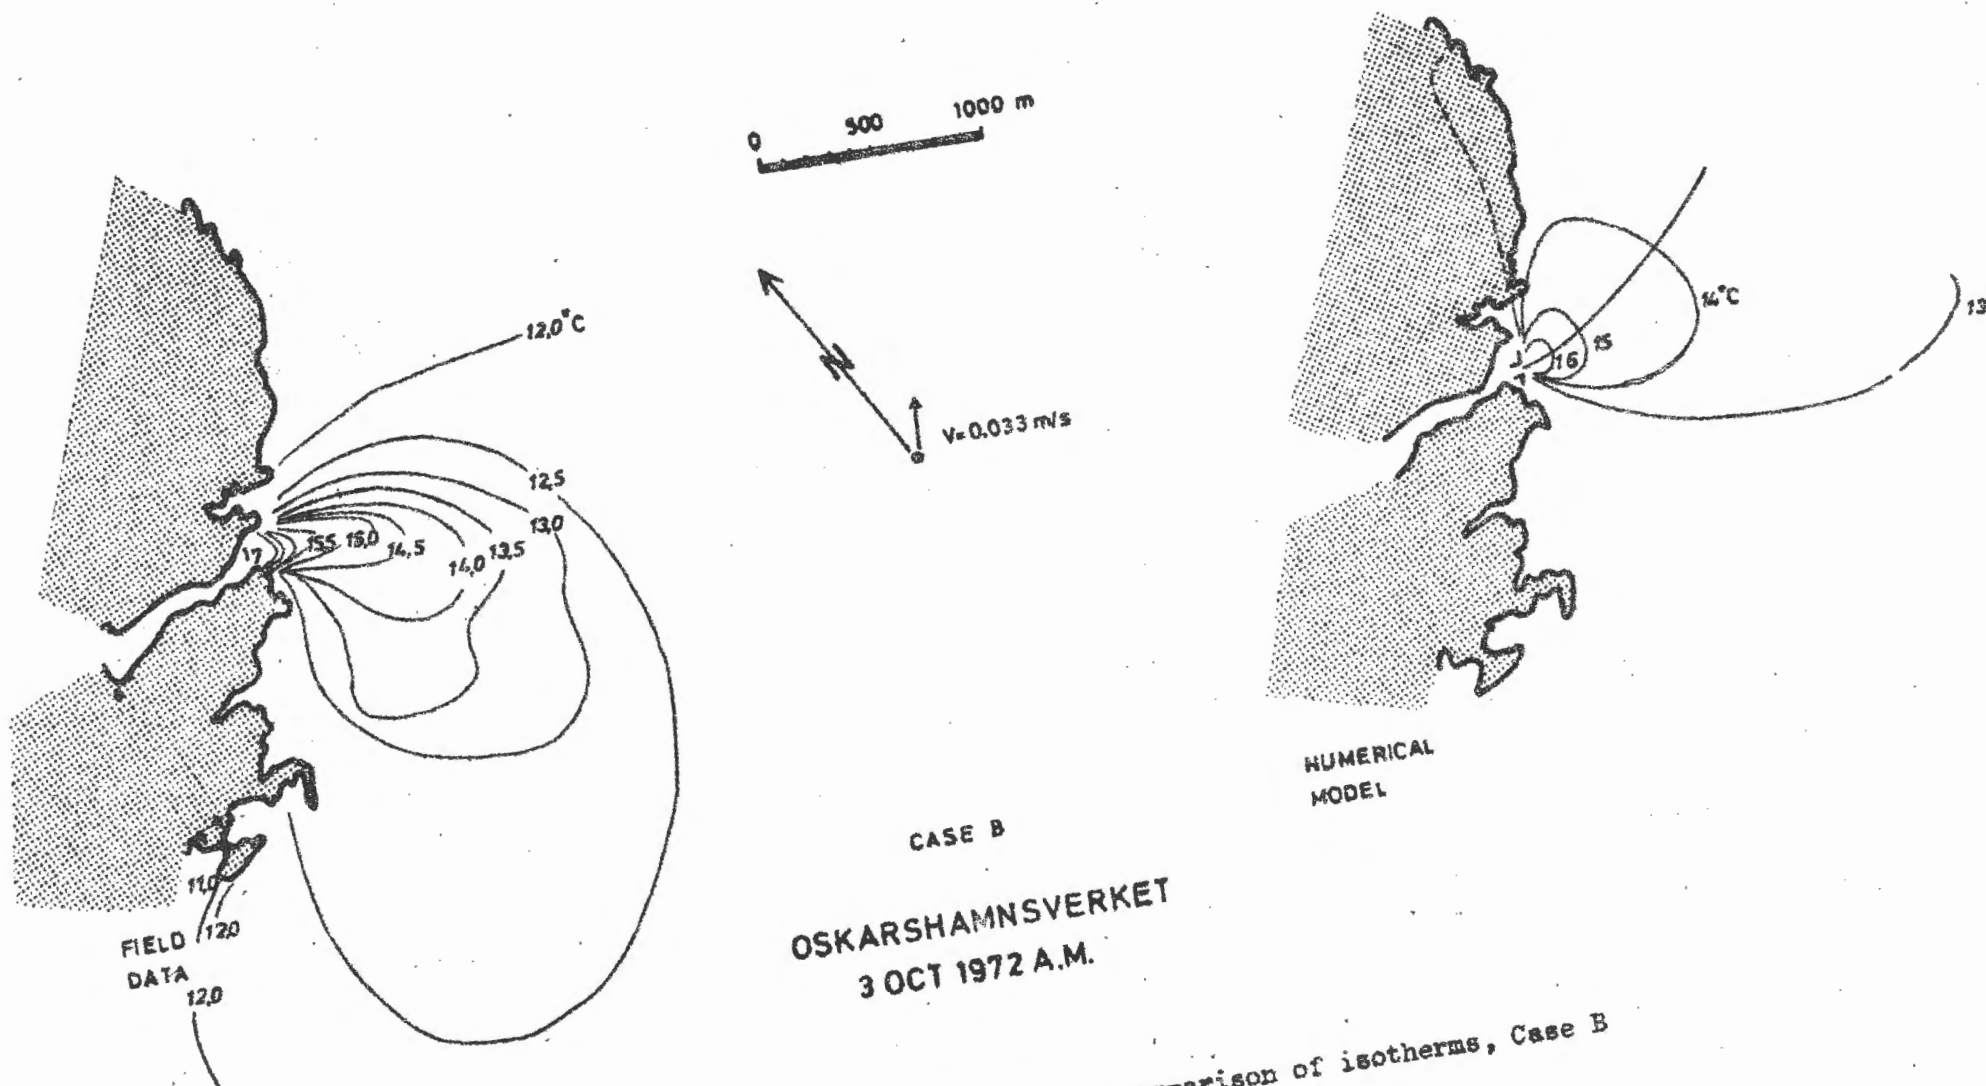 0 500 1000 m
N
V=0.033 m/s
12,0°C
12,5
13,0
13,5
14,0
14,5
15,0
15,5
17
11,0
12,0
12,0
FIELD
DATA
14°C
13
15
16
NUMERICAL
MODEL
CASE B
OSKARSHAMNSVERKET
3 OCT 1972 A.M.
of isotherms, Case B